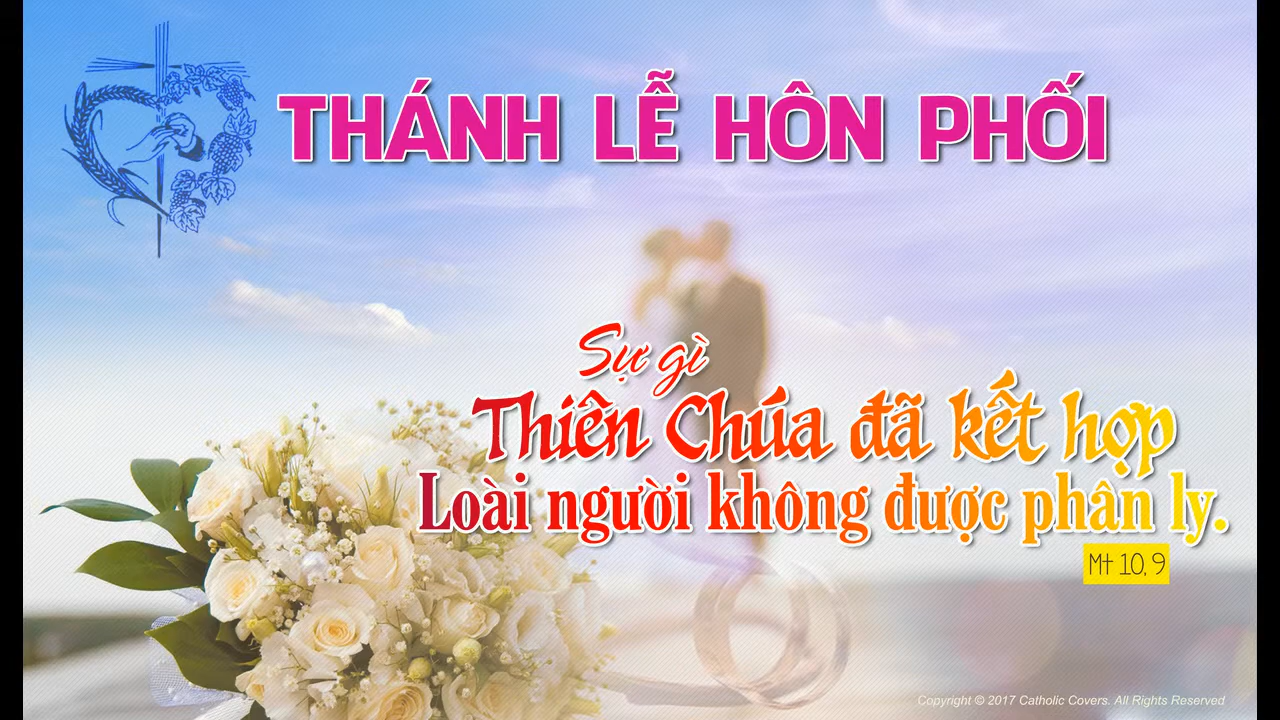 THÁNH LỄ HÔN PHỐI
Sự gì
Thiên Chúa đã kết hợp
Loài người không được phân ly.
Mt 10, 9
Copyright © 2017 Catholic Covers. All Rights Reserved